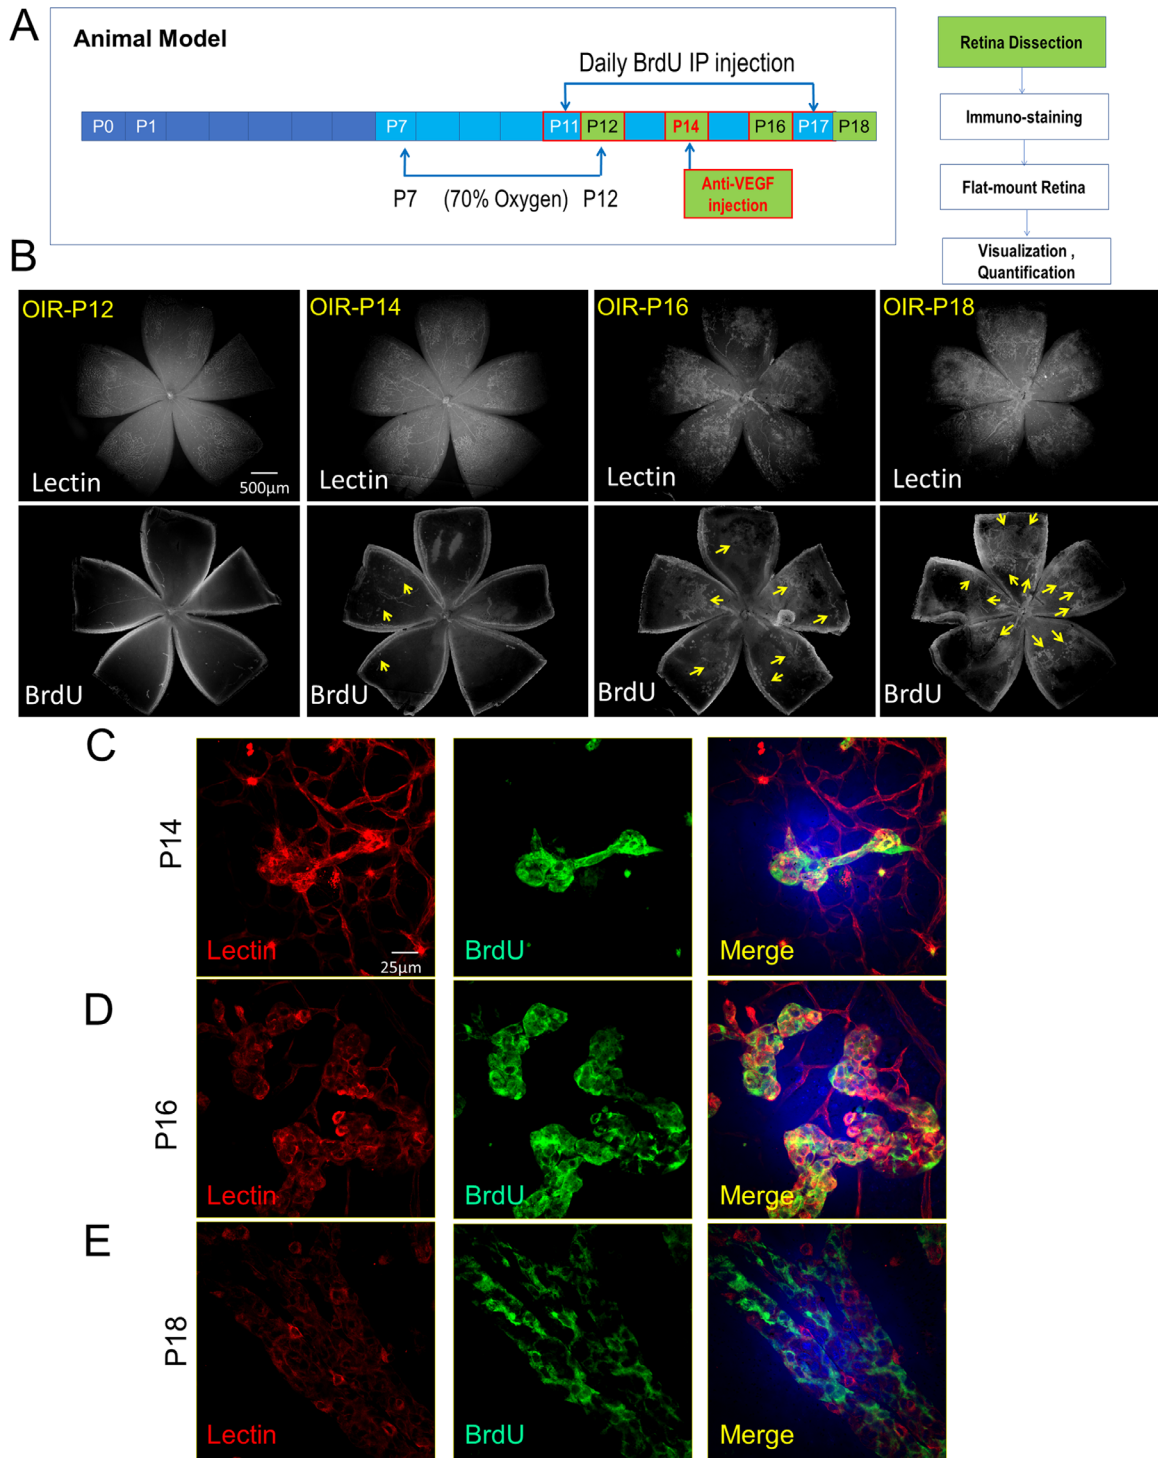 A
Animal Model
Daily BrdU IP injection
P0 P1 P7 P11 P12 P14 P16 P17 P18
P7 (70% Oxygen) P12
Anti-VEGF
injection
Retina Dissection
Immuno-staining
Flat-mount Retina
Visualization ,
Quantification
B
OIR-P12
Lectin
500µm
OIR-P14
Lectin
OIR-P16
Lectin
OIR-P18
Lectin
BrdU
BrdU
BrdU
BrdU
C
P14
Lectin
25µm
BrdU
Merge
D
P16
Lectin
BrdU
Merge
E
P18
Lectin
BrdU
Merge